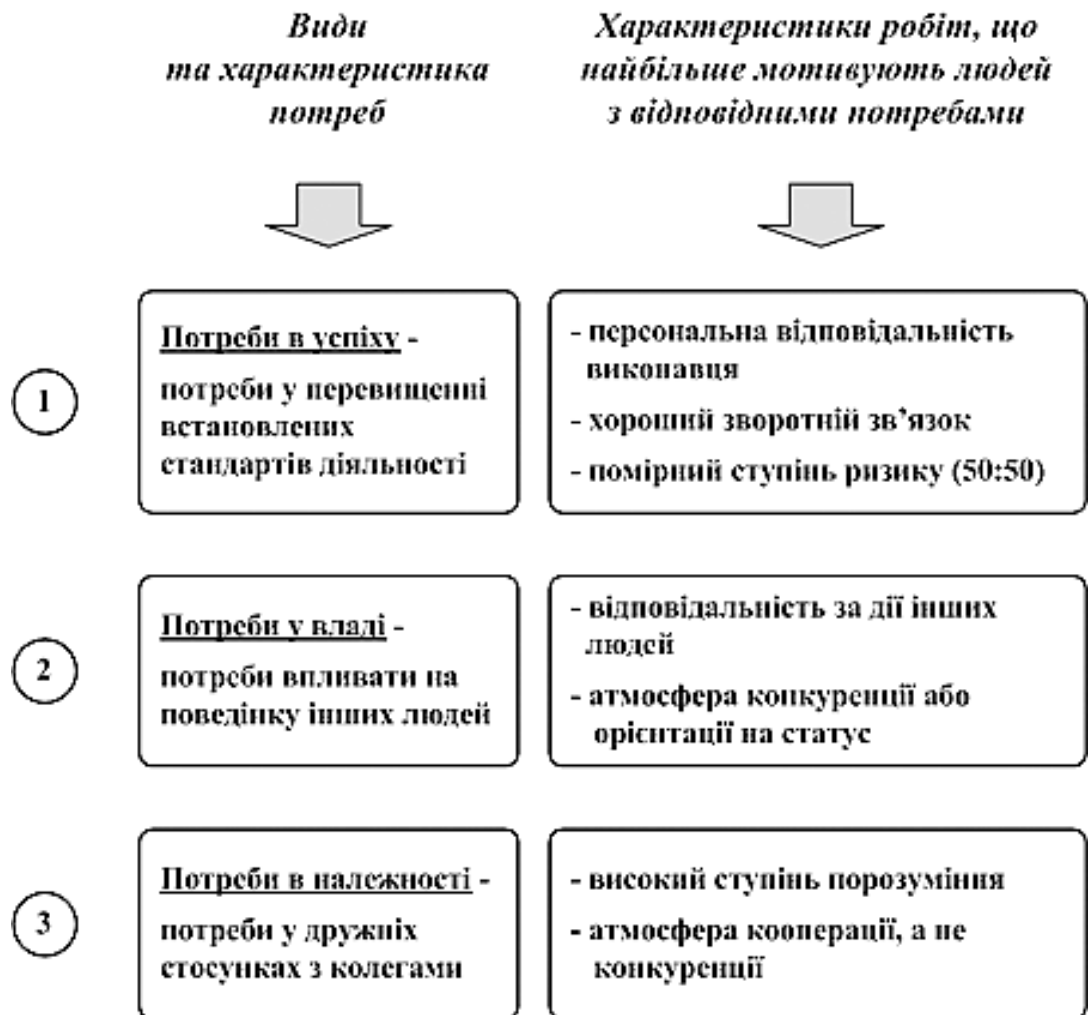 Види
та характеристика
потреб
Характеристики робіт, що
найбільше мотивують людей
з відповідними потребами
1
Потреби в успіху -
потреби у перевищенні
встановлених
стандартів діяльності
- персональна відповідальність
виконавця
- хороший зворотній зв’язок
- помірний ступінь ризику (50:50)
2
Потреби у владі -
потреби впливати на
поведінку інших людей
- відповідальність за дії інших
людей
- атмосфера конкуренції або
орієнтації на статус
3
Потреби в належності -
потреби у дружніх
стосунках з колегами
- високий ступінь порозуміння
- атмосфера кооперації, а не
конкуренції